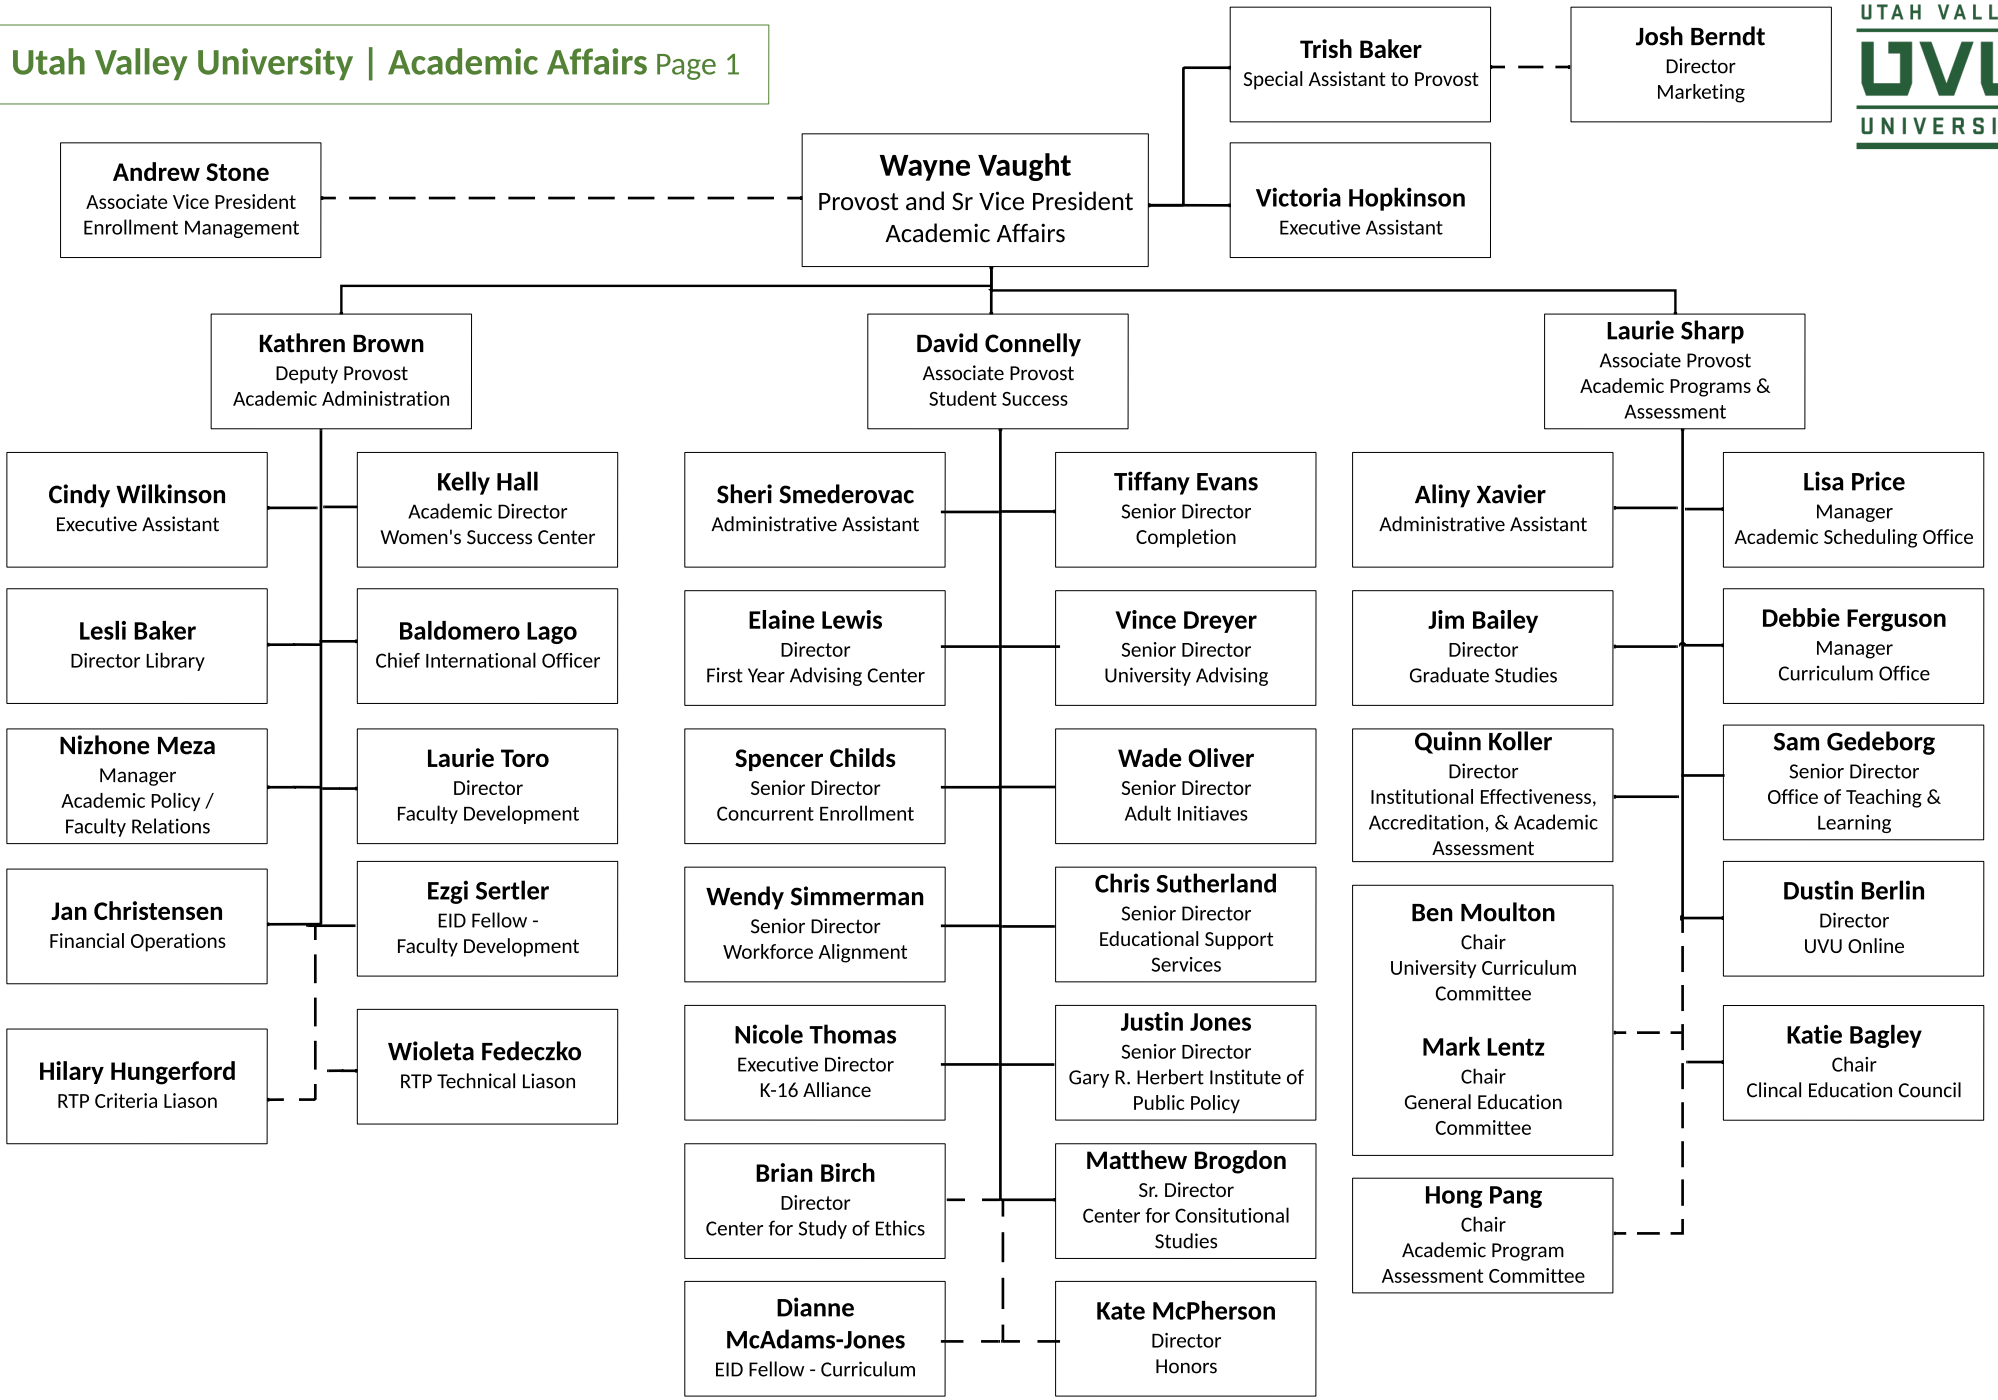 Utah Valley University | Academic Affairs Page 1
Trish Baker
Special Assistant to Provost
Josh Berndt
Director
Marketing
UTAH VALL
UVU
UNIVERSI
Andrew Stone
Associate Vice President
Enrollment Management
Wayne Vaught
Provost and Sr Vice President
Academic Affairs
Victoria Hopkinson
Executive Assistant
Kathren Brown
Deputy Provost
Academic Administration
David Connelly
Associate Provost
Student Success
Laurie Sharp
Associate Provost
Academic Programs &
Assessment
Cindy Wilkinson
Executive Assistant
Kelly Hall
Academic Director
Women's Success Center
Sheri Smederovac
Administrative Assistant
Tiffany Evans
Senior Director
Completion
Aliny Xavier
Administrative Assistant
Lisa Price
Manager
Academic Scheduling Office
Lesli Baker
Director Library
Baldomero Lago
Chief International Officer
Elaine Lewis
Director
First Year Advising Center
Vince Dreyer
Senior Director
University Advising
Jim Bailey
Director
Graduate Studies
Debbie Ferguson
Manager
Curriculum Office
Nizhone Meza
Manager
Academic Policy /
Faculty Relations
Laurie Toro
Director
Faculty Development
Spencer Childs
Senior Director
Concurrent Enrollment
Wade Oliver
Senior Director
Adult Initiaves
Quinn Koller
Director
Institutional Effectiveness,
Accreditation, & Academic
Assessment
Sam Gedeborg
Senior Director
Office of Teaching &
Learning
Jan Christensen
Financial Operations
Ezgi Sertler
EID Fellow -
Faculty Development
Wendy Simmerman
Senior Director
Workforce Alignment
Chris Sutherland
Senior Director
Educational Support
Services
Ben Moulton
Chair
University Curriculum
Committee
Mark Lentz
Chair
General Education
Committee
Dustin Berlin
Director
UVU Online
Hilary Hungerford
RTP Criteria Liason
Wioleta Fedeczko
RTP Technical Liason
Nicole Thomas
Executive Director
K-16 Alliance
Justin Jones
Senior Director
Gary R. Herbert Institute of
Public Policy
Katie Bagley
Chair
Clincal Education Council
Brian Birch
Director
Center for Study of Ethics
Matthew Brogdon
Sr. Director
Center for Consitutional
Studies
Hong Pang
Chair
Academic Program
Assessment Committee
Dianne
McAdams-Jones
EID Fellow - Curriculum
Kate McPherson
Director
Honors